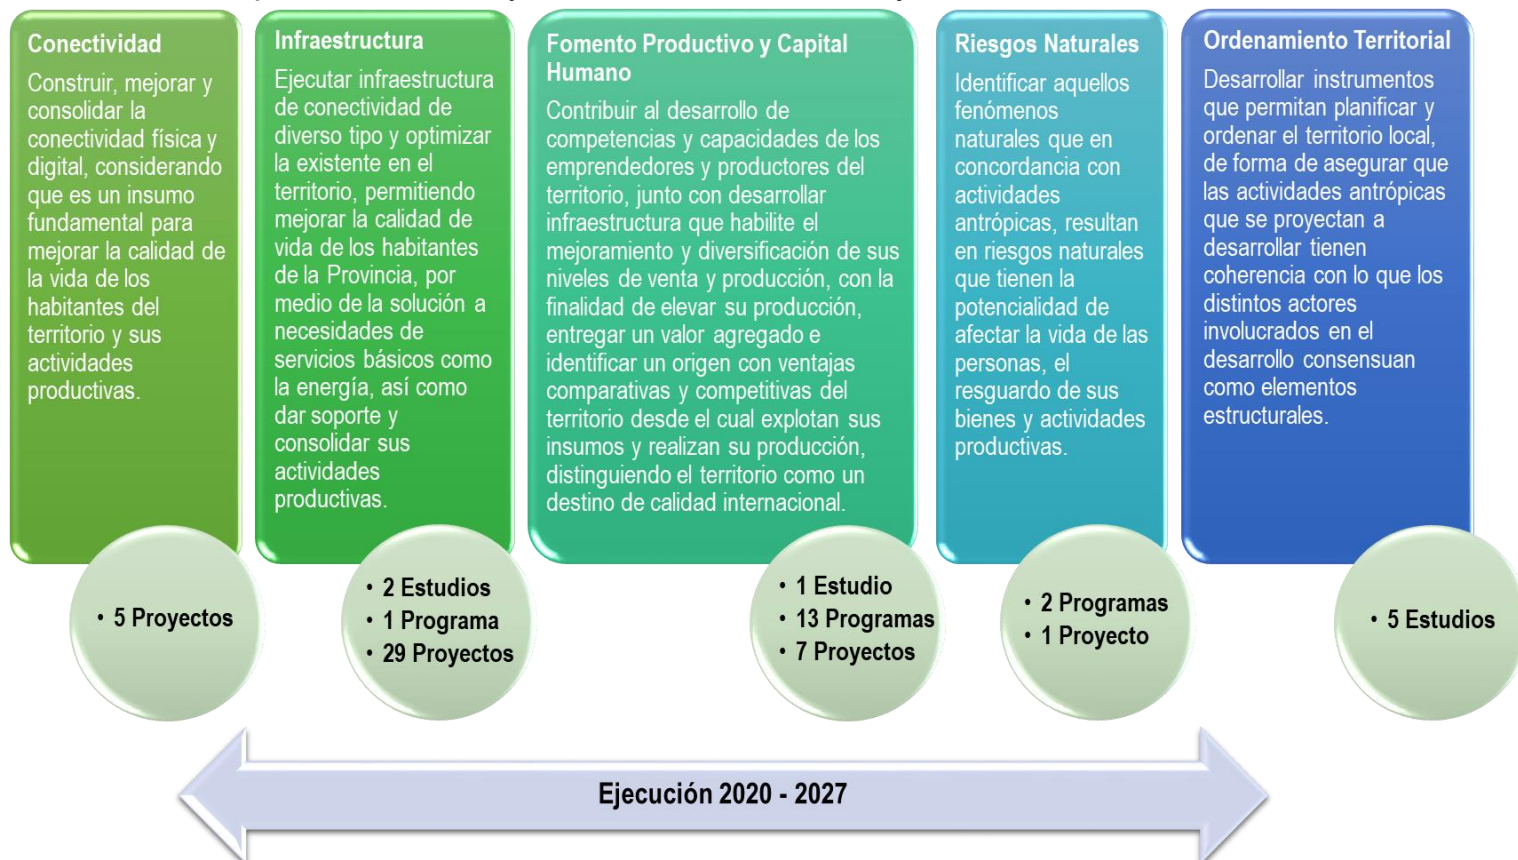 Conectividad
Construir, mejorar y
consolidar la
conectividad física y
digital, considerando
que es un insumo
fundamental para
mejorar la calidad de
la vida de los
habitantes del
territorio y sus
actividades
productivas.
• 5 Proyectos
Infraestructura
Ejecutar infraestructura
de conectividad de
diverso tipo y optimizar
la existente en el
territorio, permitiendo
mejorar la calidad de
vida de los habitantes
de la Provincia, por
medio de la solución a
necesidades de
servicios básicos como
la energía, así como
dar soporte y
consolidar sus
actividades
productivas.
• 2 Estudios
• 1 Programa
• 29 Proyectos
Fomento Productivo y Capital
Humano
Contribuir al desarrollo de
competencias y capacidades de los
emprendedores y productores del
territorio, junto con desarrollar
infraestructura que habilite el
mejoramiento y diversificación de sus
niveles de venta y producción, con la
finalidad de elevar su producción,
entregar un valor agregado e
identificar un origen con ventajas
comparativas y competitivas del
territorio desde el cual explotan sus
insumos y realizan su producción,
distinguiendo el territorio como un
destino de calidad internacional.
• 1 Estudio
• 13 Programas
• 7 Proyectos
Riesgos Naturales
Identificar aquellos
fenómenos
naturales que en
concordancia con
actividades
antrópicas, resultan
en riesgos naturales
que tienen la
potencialidad de
afectar la vida de las
personas, el
resguardo de sus
bienes y actividades
productivas.
• 2 Programas
• 1 Proyecto
Ordenamiento Territorial
Desarrollar instrumentos
que permitan planificar y
ordenar el territorio local,
de forma de asegurar que
las actividades antrópicas
que se proyectan a
desarrollar tienen
coherencia con lo que los
distintos actores
involucrados en el
desarrollo consensuan
como elementos
estructurales.
• 5 Estudios
Ejecución 2020 - 2027